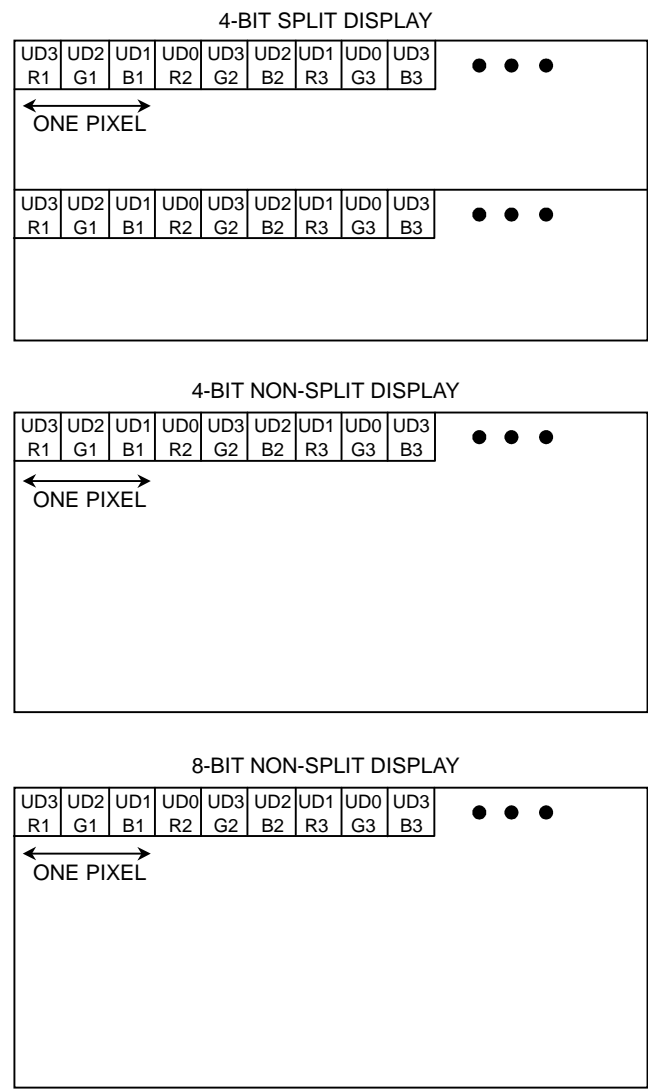 4-BIT SPLIT DISPLAY
UD3 UD2 UD1 UD0 UD3 UD2 UD1 UD0 UD3
R1 G1 B1 R2 G2 B2 R3 G3 B3
ONE PIXEL
UD3 UD2 UD1 UD0 UD3 UD2 UD1 UD0 UD3
R1 G1 B1 R2 G2 B2 R3 G3 B3
4-BIT NON-SPLIT DISPLAY
UD3 UD2 UD1 UD0 UD3 UD2 UD1 UD0 UD3
R1 G1 B1 R2 G2 B2 R3 G3 B3
ONE PIXEL
8-BIT NON-SPLIT DISPLAY
UD3 UD2 UD1 UD0 UD3 UD2 UD1 UD0 UD3
R1 G1 B1 R2 G2 B2 R3 G3 B3
ONE PIXEL